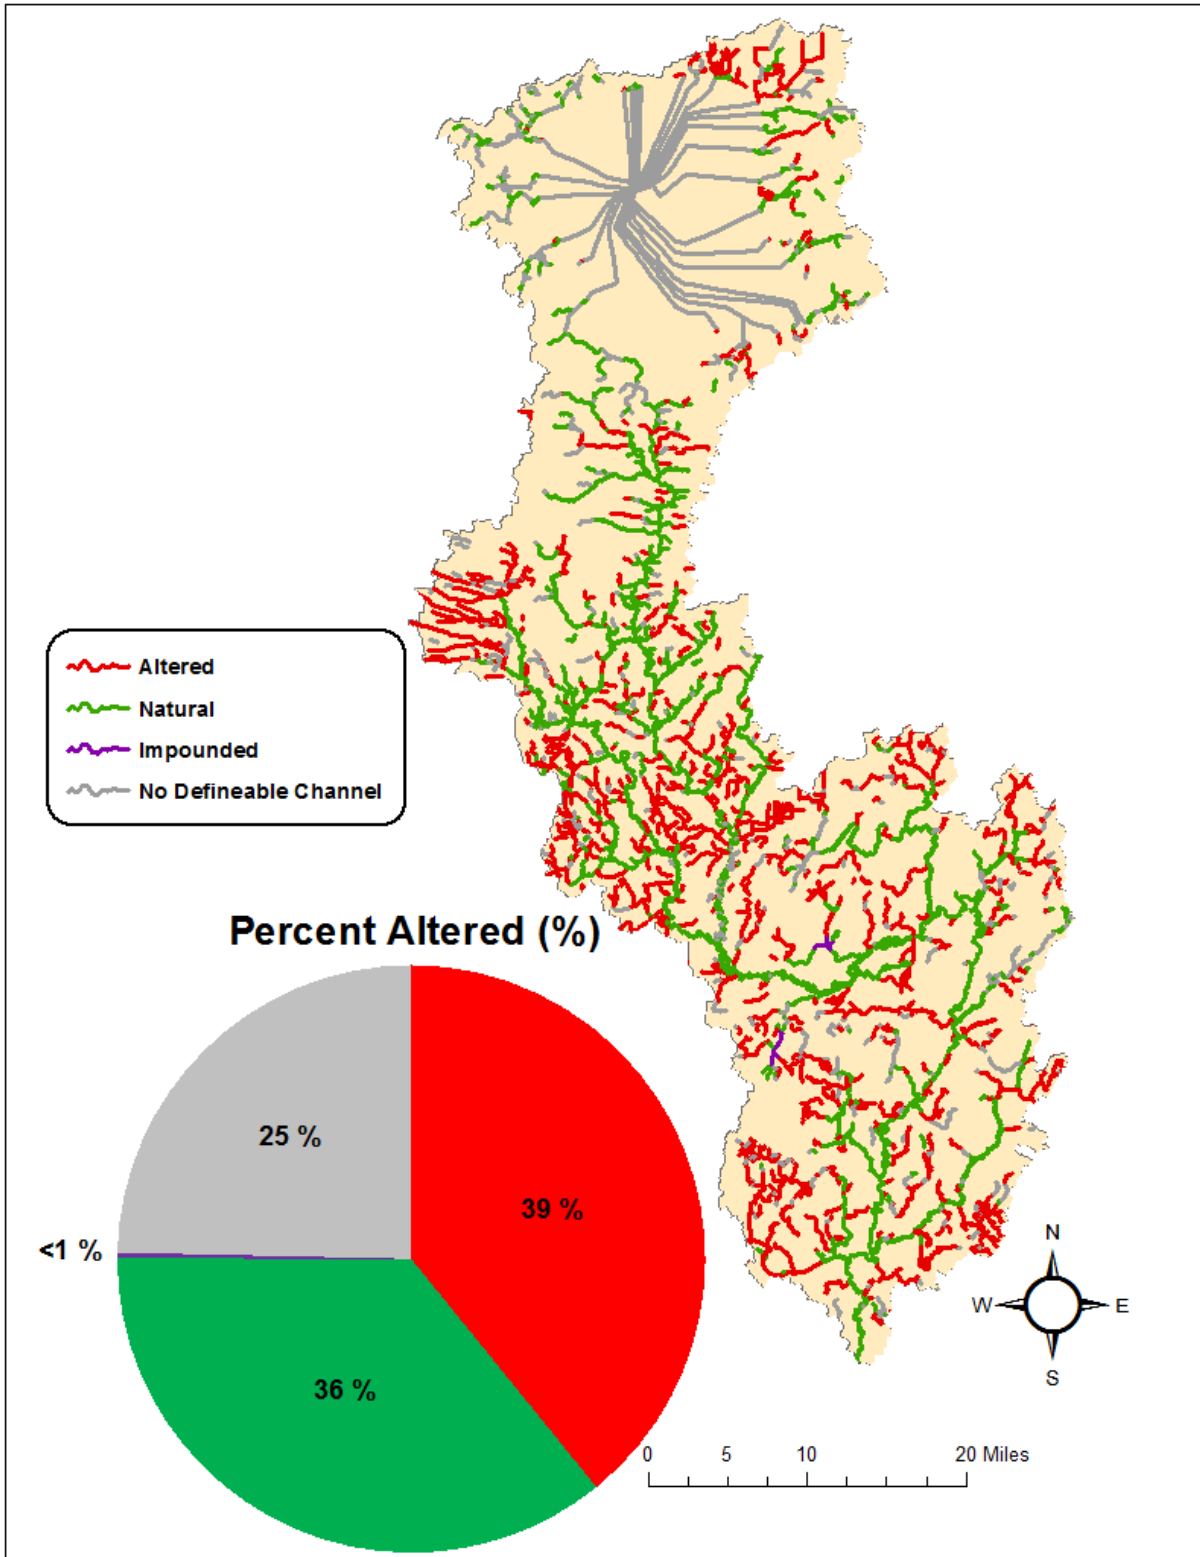 Altered
Natural
Impounded
No Defineable Channel
Percent Altered (%)
25 %
39 %
<1 %
36 %
N
W
E
S
0 5 10 20 Miles